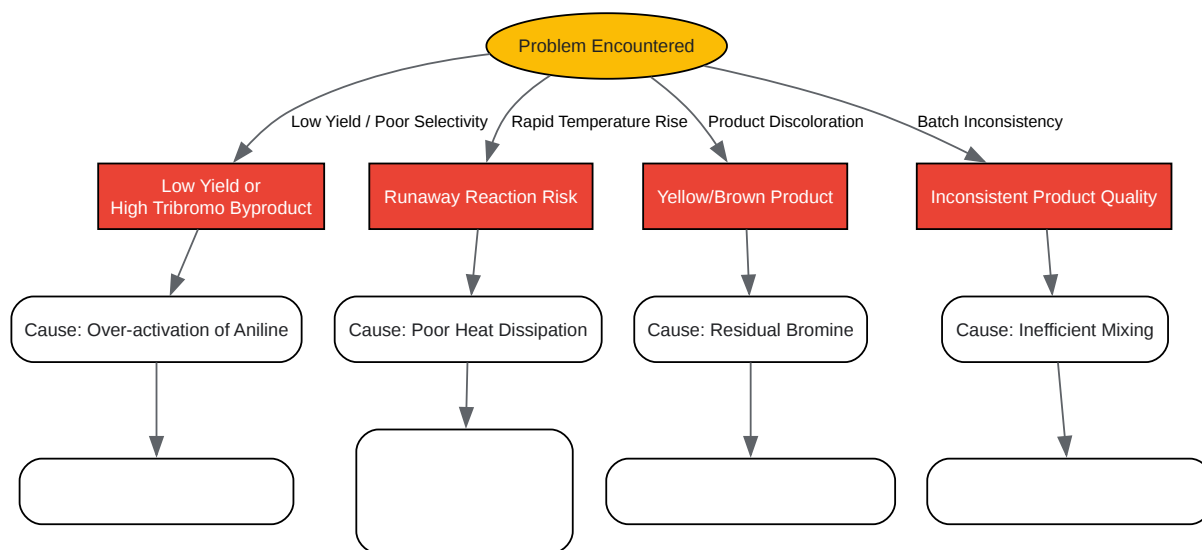 Problem Encountered
Low Yield / Poor Selectivity
Rapid Temperature Rise
Product Discoloration
Batch Inconsistency
Low Yield or
High Tribromo Byproduct
Runaway Reaction Risk
Yellow/Brown Product
Inconsistent Product Quality
Cause: Over-activation of Aniline
Cause: Poor Heat Dissipation
Cause: Residual Bromine
Cause: Inefficient Mixing